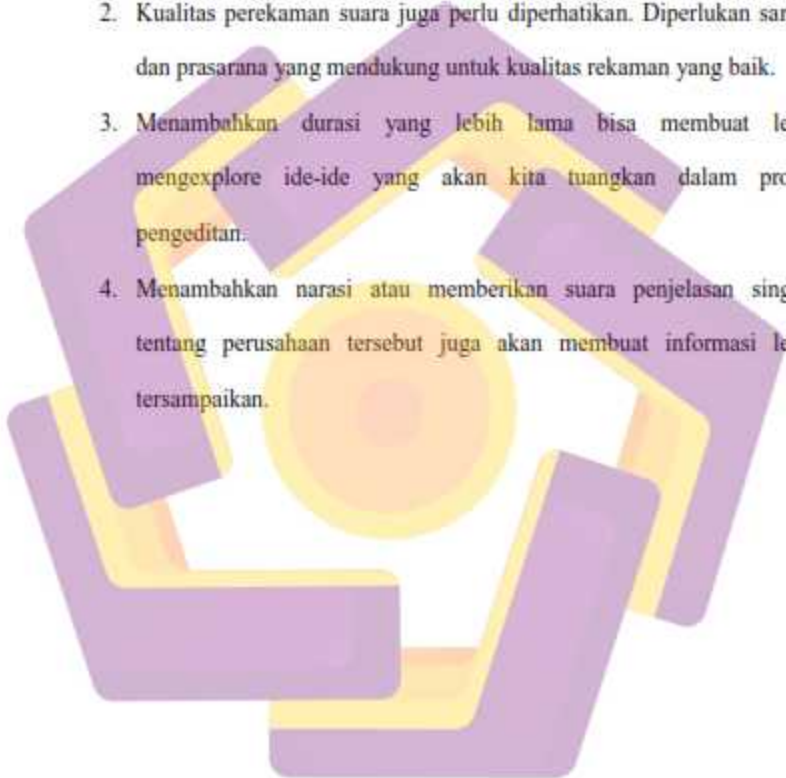 2. Kualitas perekaman suara juga perlu diperhatikan. Diperlukan sar
dan prasarana yang mendukung untuk kualitas rekaman yang baik.
3. Menambahkan durasi yang lebih lama bisa membuat le
mengexplore ide-ide yang akan kita tuangkan dalam pro
pengeditan.
4. Menambahkan narasi atau memberikan suara penjelasan sing
tentang perusahaan tersebut juga akan membuat informasi le
tersampaikan.